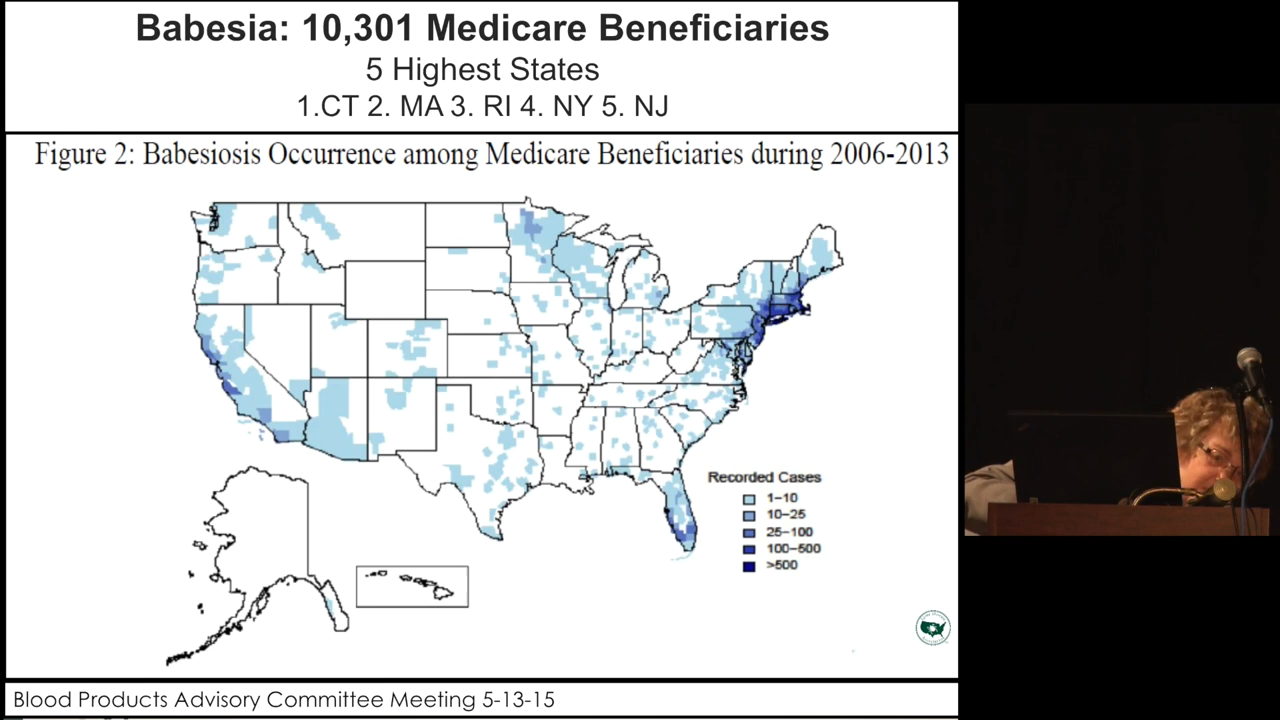 Babesia: 10,301 Medicare Beneficiaries
5 Highest States
1.CT 2. MA 3. RI 4. NY 5. NJ
Figure 2: Babesiosis Occurrence among Medicare Beneficiaries during 2006-2013
Recorded Cases
1–10
10–25
25–100
100–500
>500
Blood Products Advisory Committee Meeting 5-13-15